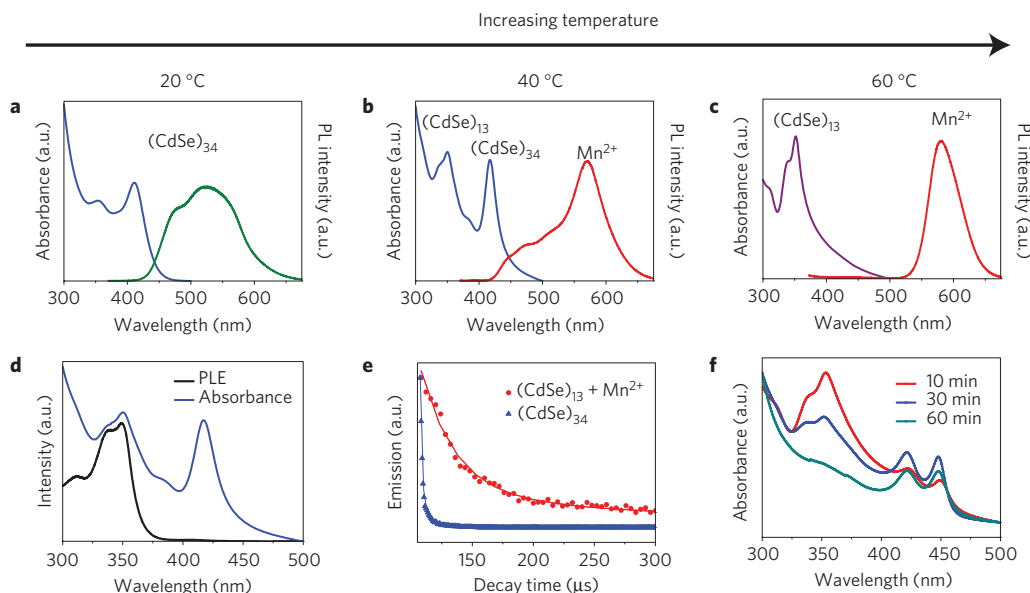 Increasing temperature
20 °C
40 °C
60 °C
a
Absorbance (a.u.)
(CdSe)34
PL intensity (a.u.)
300 400 500 600
Wavelength (nm)
b
Absorbance (a.u.)
(CdSe)13
(CdSe)34
Mn2+
PL intensity (a.u.)
300 400 500 600
Wavelength (nm)
c
Absorbance (a.u.)
(CdSe)13
Mn2+
PL intensity (a.u.)
300 400 500 600
Wavelength (nm)
d
Intensity (a.u.)
PLE
Absorbance
300 350 400 450 500
Wavelength (nm)
e
Emission (a.u.)
(CdSe)13 + Mn2+
(CdSe)34
150 200 250 300
Decay time (μs)
f
Absorbance (a.u.)
10 min
30 min
60 min
300 350 400 450 500
Wavelength (nm)